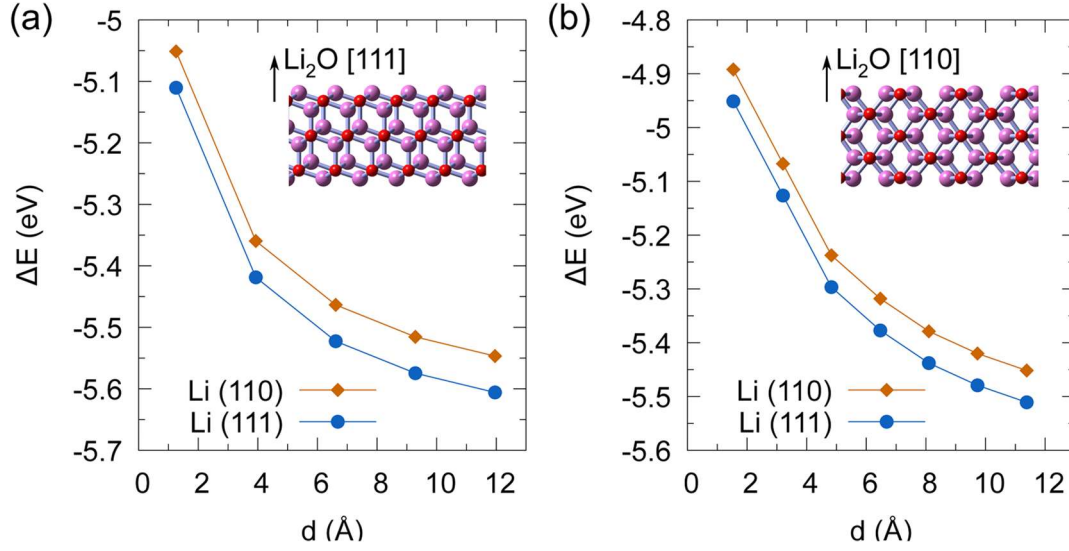 (a)
-5
-5.1
-5.2
-5.3
-5.4
-5.5
-5.6
-5.7
ΔE (eV)
Li₂O [111]
Li (110)
Li (111)
0 2 4 6 8 10 12
d (Å)
(b)
-4.8
-4.9
-5
-5.1
-5.2
-5.3
-5.4
-5.5
-5.6
ΔE (eV)
Li₂O [110]
Li (110)
Li (111)
0 2 4 6 8 10 12
d (Å)